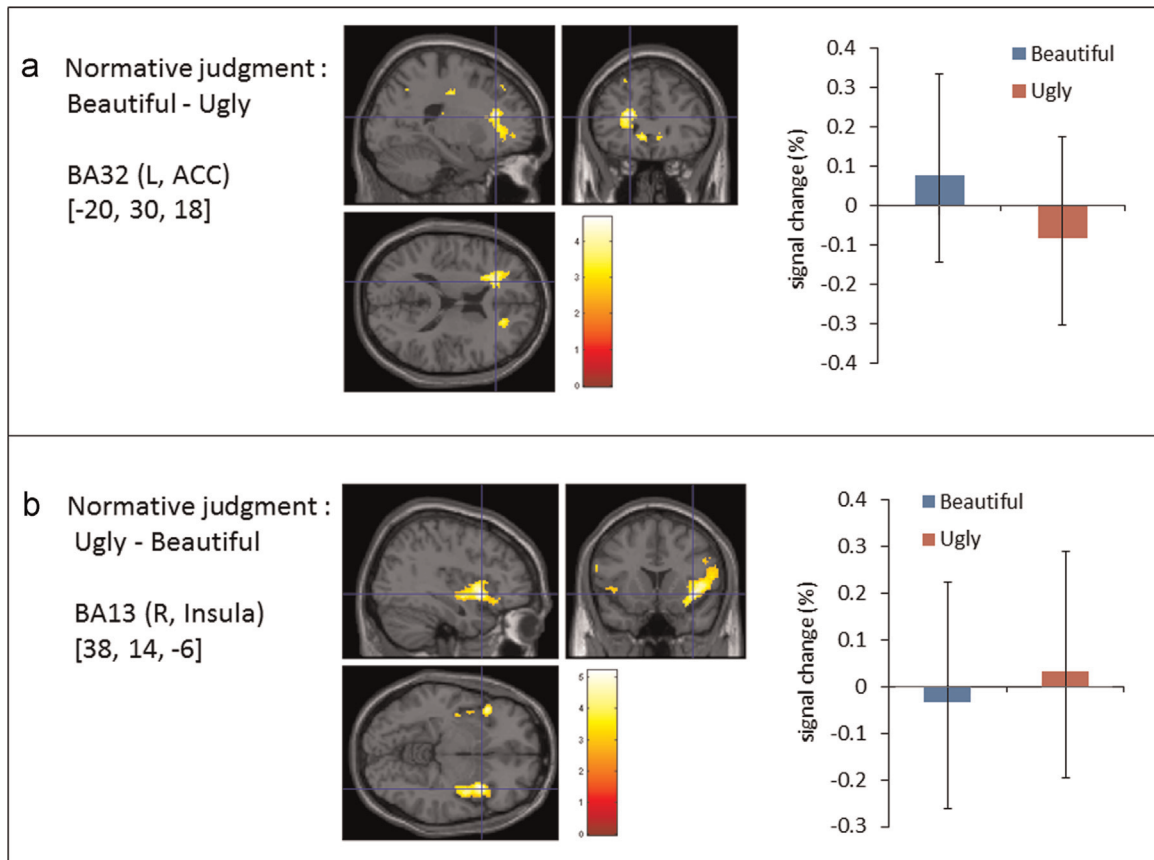 a Normative judgment :
Beautiful - Ugly
BA32 (L, ACC)
[-20, 30, 18]
4
3
2
1
0
signal change (%)
0.4
0.3
0.2
0.1
0
-0.1
-0.2
-0.3
-0.4
Beautiful
Ugly
b Normative judgment :
Ugly - Beautiful
BA13 (R, Insula)
[38, 14, -6]
5
4
3
2
1
0
signal change (%)
0.4
0.3
0.2
0.1
0
-0.1
-0.2
-0.3
Beautiful
Ugly